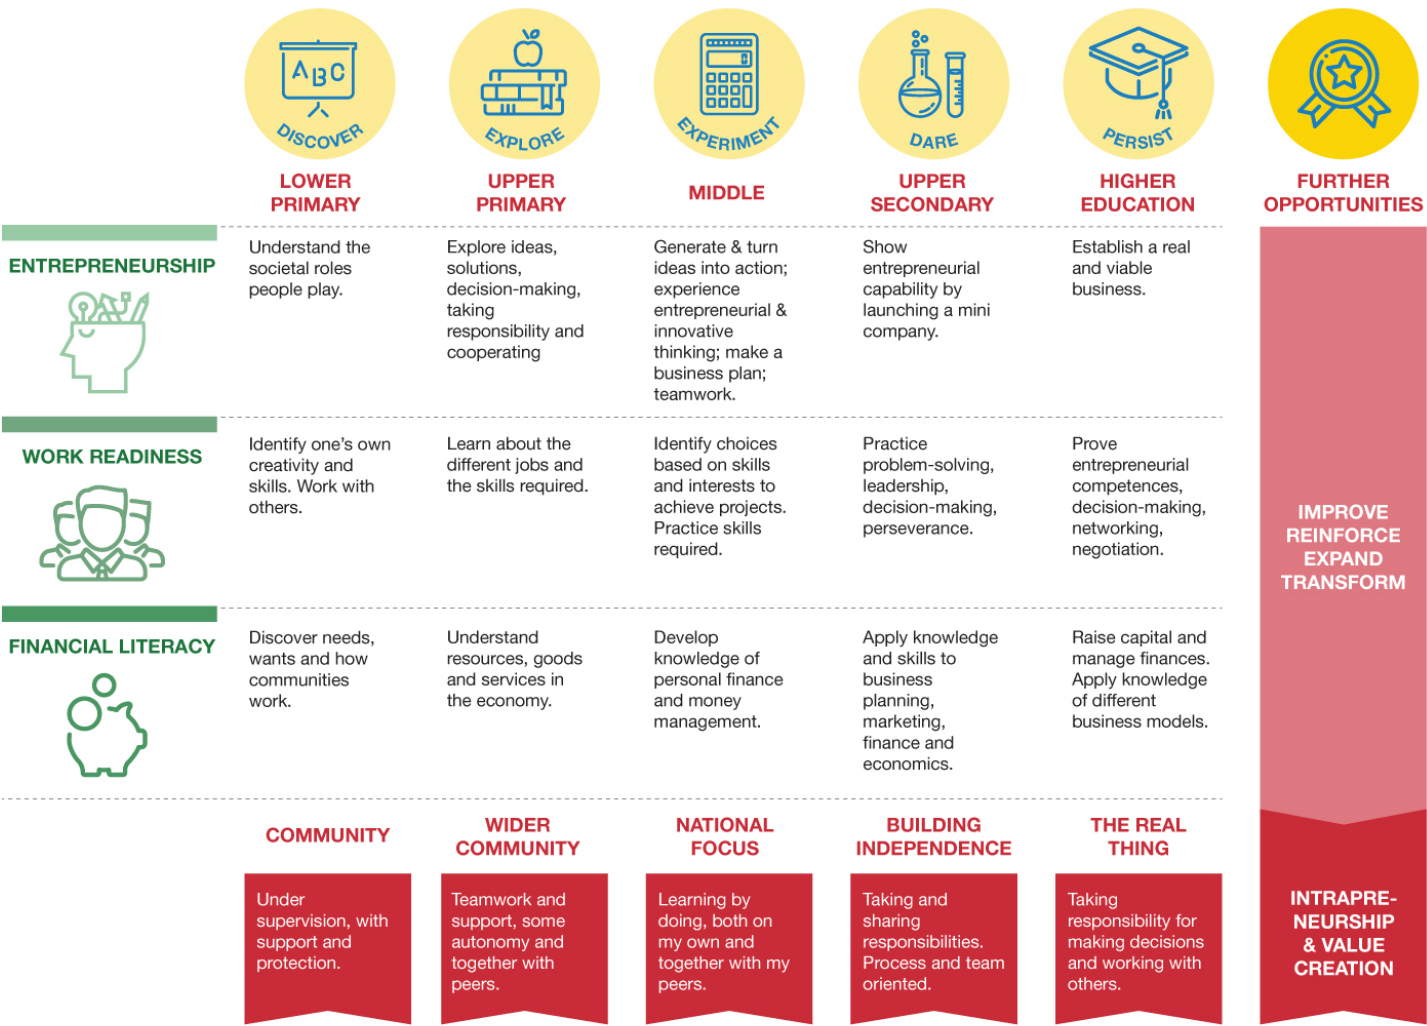 ABC
DISCOVER
LOWER
PRIMARY
EXPLORE
UPPER
PRIMARY
EXPERIMENT
MIDDLE
DARE
UPPER
SECONDARY
PERSIST
HIGHER
EDUCATION
FURTHER
OPPORTUNITIES
ENTREPRENEURSHIP
Understand the
societal roles
people play.
Explore ideas,
solutions,
decision-making,
taking
responsibility and
cooperating
Generate & turn
ideas into action;
experience
entrepreneurial &
innovative
thinking; make a
business plan;
teamwork.
Show
entrepreneurial
capability by
launching a mini
company.
Establish a real
and viable
business.
WORK READINESS
Identify one's own
creativity and
skills. Work with
others.
Learn about the
different jobs and
the skills required.
Identify choices
based on skills
and interests to
achieve projects.
Practice skills
required.
Practice
problem-solving,
leadership,
decision-making,
perseverance.
Prove
entrepreneurial
competences,
decision-making,
networking,
negotiation.
IMPROVE
REINFORCE
EXPAND
TRANSFORM
FINANCIAL LITERACY
Discover needs,
wants and how
communities
work.
Understand
resources, goods
and services in
the economy.
Develop
knowledge of
personal finance
and money
management.
Apply knowledge
and skills to
business
planning,
marketing,
finance and
economics.
Raise capital and
manage finances.
Apply knowledge
of different
business models.
COMMUNITY
Under
supervision, with
support and
protection.
WIDER
COMMUNITY
Teamwork and
support, some
autonomy and
together with
peers.
NATIONAL
FOCUS
Learning by
doing, both on
my own and
together with my
peers.
BUILDING
INDEPENDENCE
Taking and
sharing
responsibilities.
Process and team
oriented.
THE REAL
THING
Taking
responsibility for
making decisions
and working with
others.
INTRAPRE-
NEURSHIP
& VALUE
CREATION